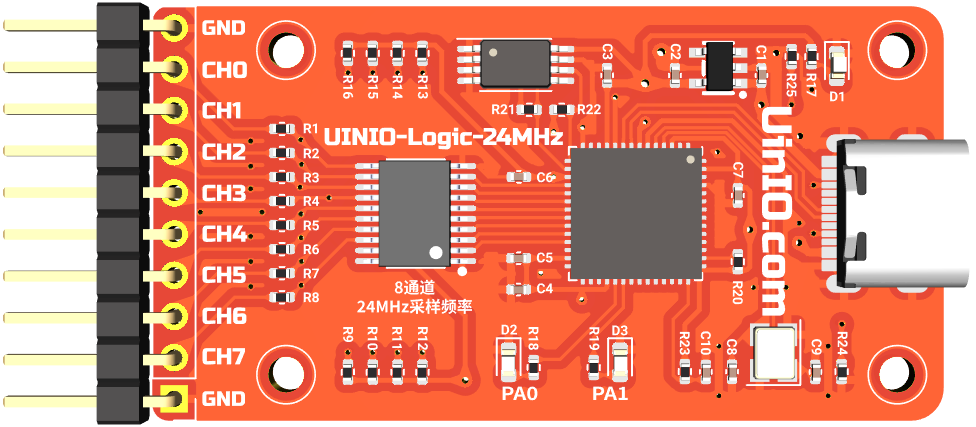 GND
CH0
CH1
CH2
CH3
CH4
CH5
CH6
CH7
GND
R16
R15
R14
R13
R1
R2
R3
R4
R5
R6
R7
R8
R9
R10
R11
R12
UINIO-Logic-24MHz
8通道
24MHz采样频率
R21
R22
C3
C2
C1
R25
R17
D1
C6
C5
C4
C7
R20
UinIO.com
D2
R18
PA0
R19
D3
PA1
R23
C10
C8
C9
R24